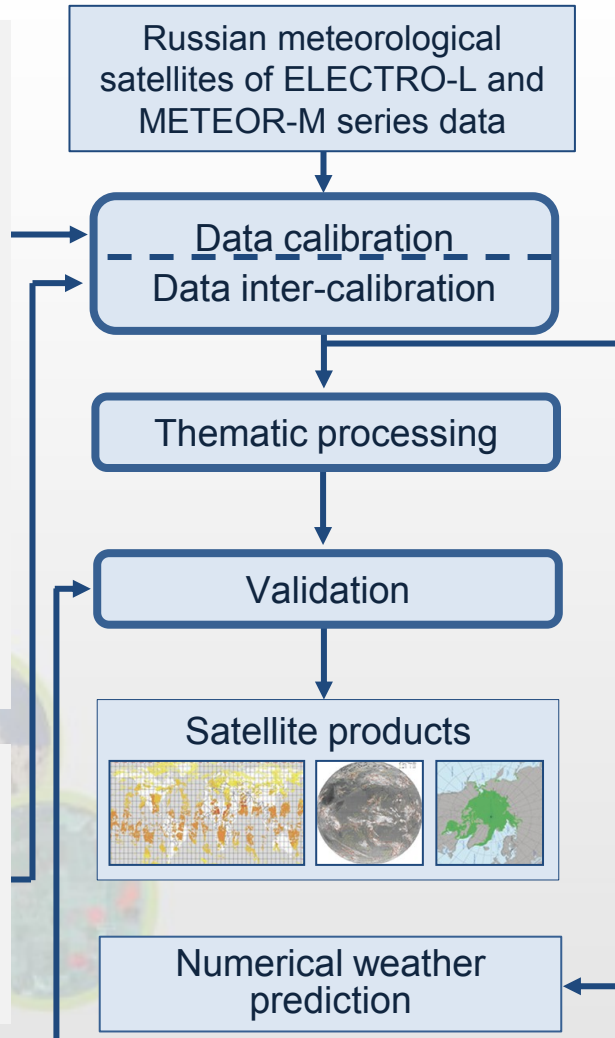 Russian meteorological
satellites of ELECTRO-L and
METEOR-M series data
Data calibration
Data inter-calibration
Thematic processing
Validation
Satellite products
Numerical weather
prediction